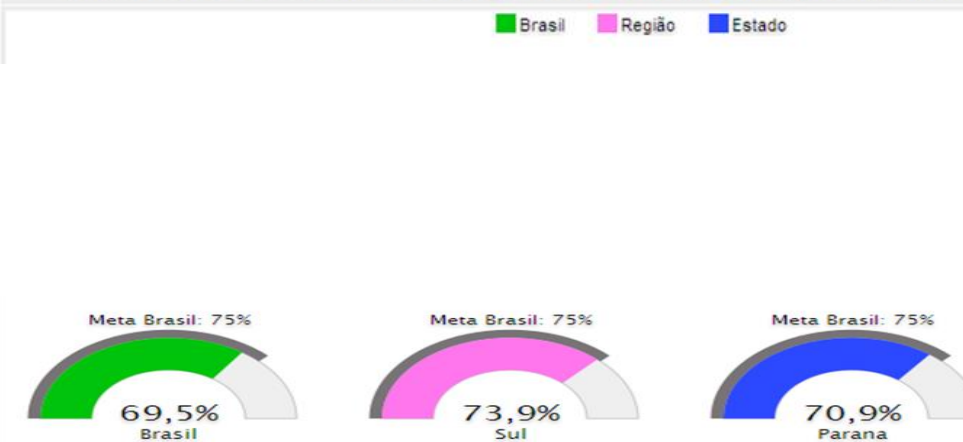 Brasil Região Estado
Meta Brasil: 75% Meta Brasil: 75% Meta Brasil: 75%
69,5% 73,9% 70,9%
Brasil Sul Parana